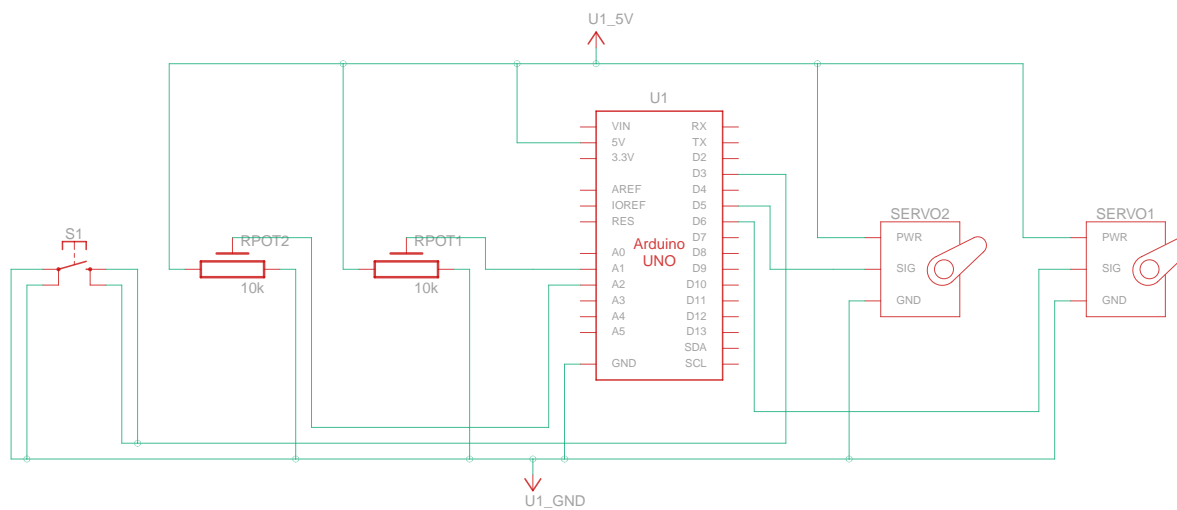 U1_5V
U1
VIN
5V
3.3V
AREF
IOREF
RES
A0
A1
A2
A3
A4
A5
GND
Arduino
UNO
RX
TX
D2
D3
D4
D5
D6
D7
D8
D9
D10
D11
D12
D13
SDA
SCL
S1
RPOT2
10k
RPOT1
10k
SERVO2
PWR
SIG
GND
SERVO1
PWR
SIG
GND
U1_GND